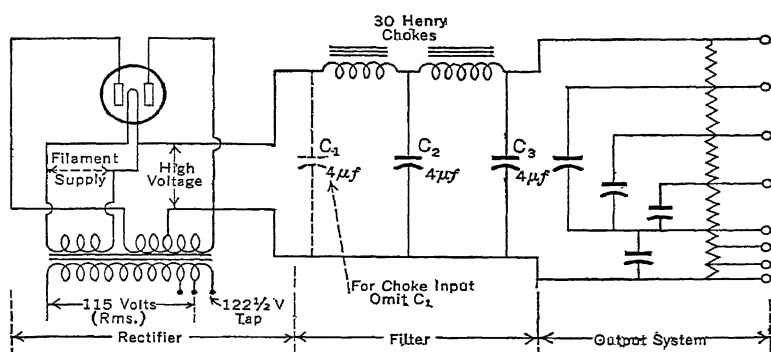 30 Henry
Chokes
Filament
Supply
High
Voltage
C1
4μf
C2
4μf
C3
4μf
For Choke Input
Omit C1
115 Volts
(Rms.)
122½ V
Tap
Rectifier
Filter
Output System